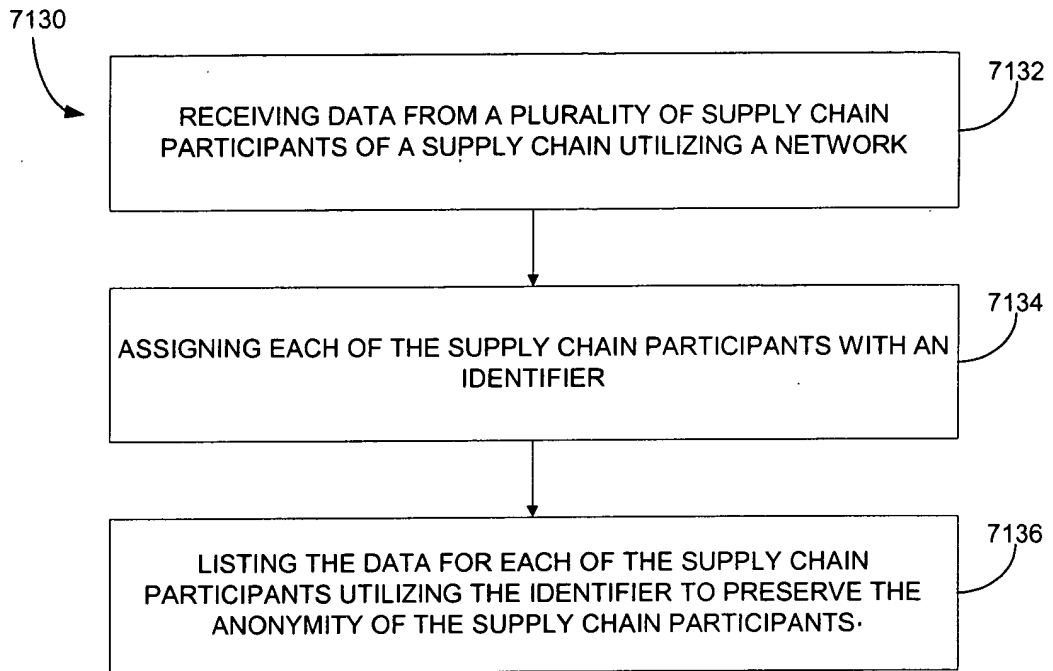 7130
7132
RECEIVING DATA FROM A PLURALITY OF SUPPLY CHAIN
PARTICIPANTS OF A SUPPLY CHAIN UTILIZING A NETWORK
7134
ASSIGNING EACH OF THE SUPPLY CHAIN PARTICIPANTS WITH AN
IDENTIFIER
7136
LISTING THE DATA FOR EACH OF THE SUPPLY CHAIN
PARTICIPANTS UTILIZING THE IDENTIFIER TO PRESERVE THE
ANONYMITY OF THE SUPPLY CHAIN PARTICIPANTS.